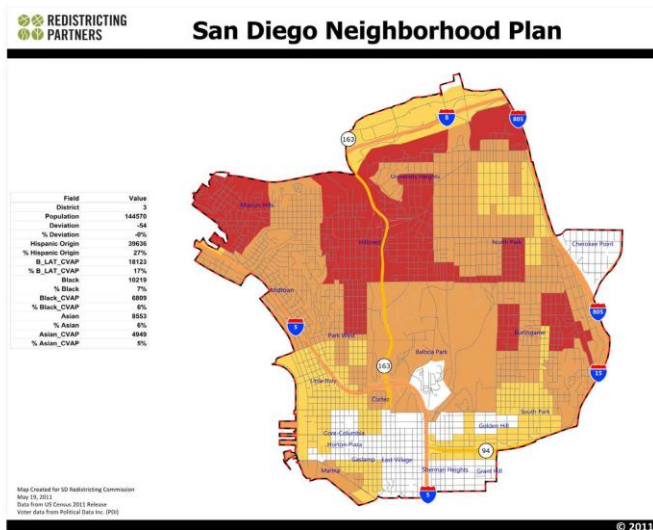 REDISTRICTING
PARTNERS
San Diego Neighborhood Plan
163
8
805
University Heights
Mission Hills
Hillcrest
North Park
Cherokee Point
Midtown
5
Park West
Burlingame
805
Balboa Park
163
15
Little Italy
Cortez
South Park
Core-Columbia
Golden Hill
Horton Plaza
Gaslamp
East Village
94
Marina
Sherman Heights
Grant Hill
5
Field Value
District 3
Population 144570
Deviation -54
% Deviation -0%
Hispanic Origin 39636
% Hispanic Origin 27%
B_LAT_CVAP 18123
% B_LAT_CVAP 17%
Black 10219
% Black 7%
Black_CVAP 6809
% Black_CVAP 6%
Asian 8553
% Asian 6%
Asian_CVAP 4949
% Asian_CVAP 5%
Map Created for SD Redistricting Commission
May 19, 2011
Data from US Census 2011 Release
Voter data from Political Data Inc. (PDI)
© 2011